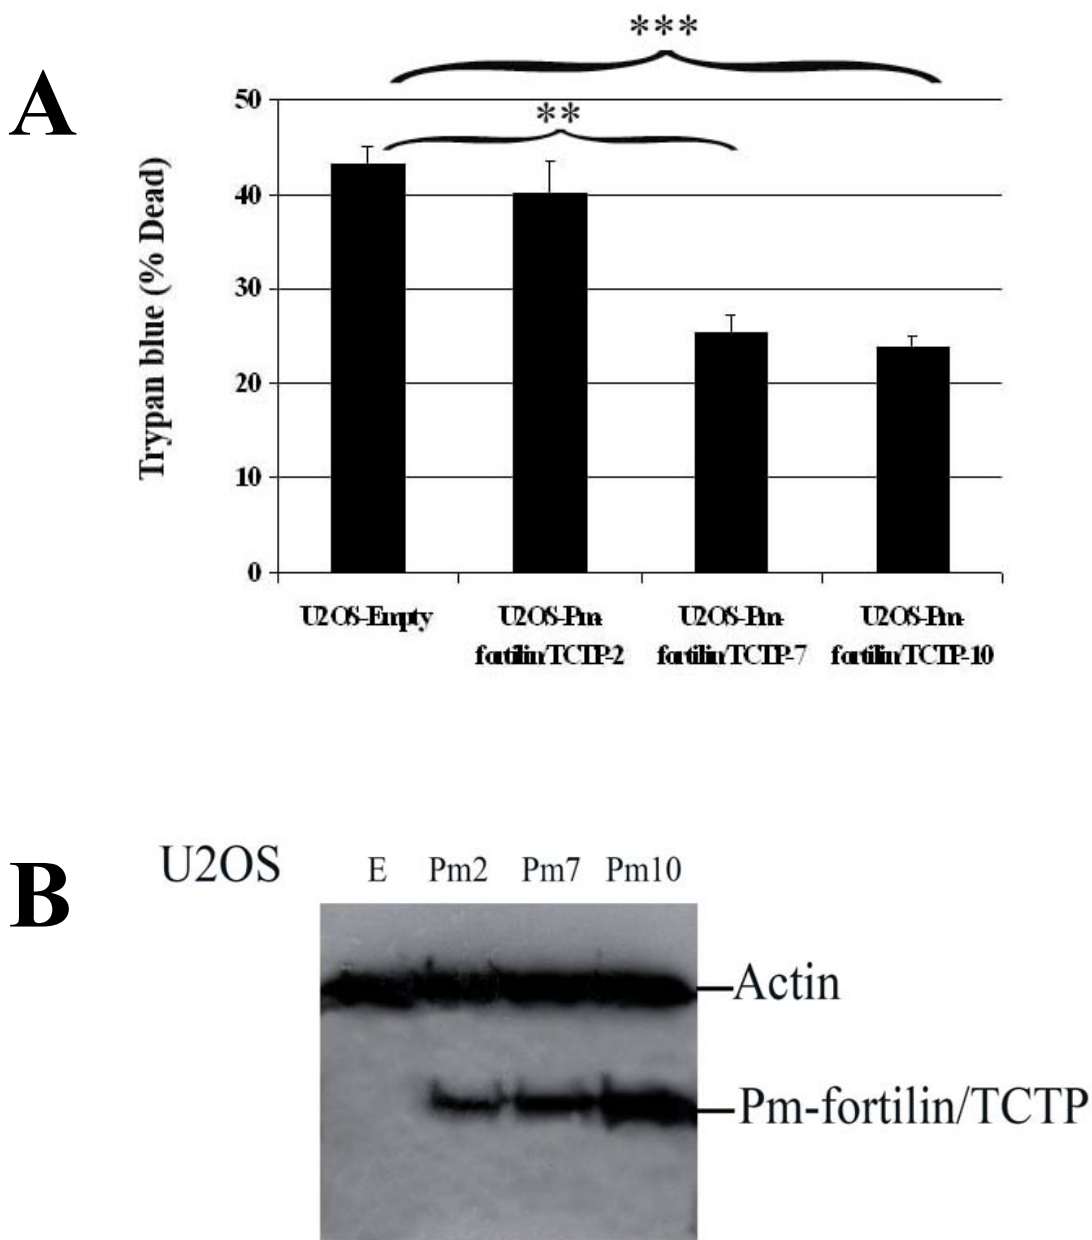 A
***
**
50
40
30
20
10
0
Trypan blue (% Dead)
U2OS-Empty
U2OS-Pm-
fortilin/TCTP-2
U2OS-Pm-
fortilin/TCTP-7
U2OS-Pm-
fortilin/TCTP-10
B
U2OS E Pm2 Pm7 Pm10
Actin
Pm-fortilin/TCTP